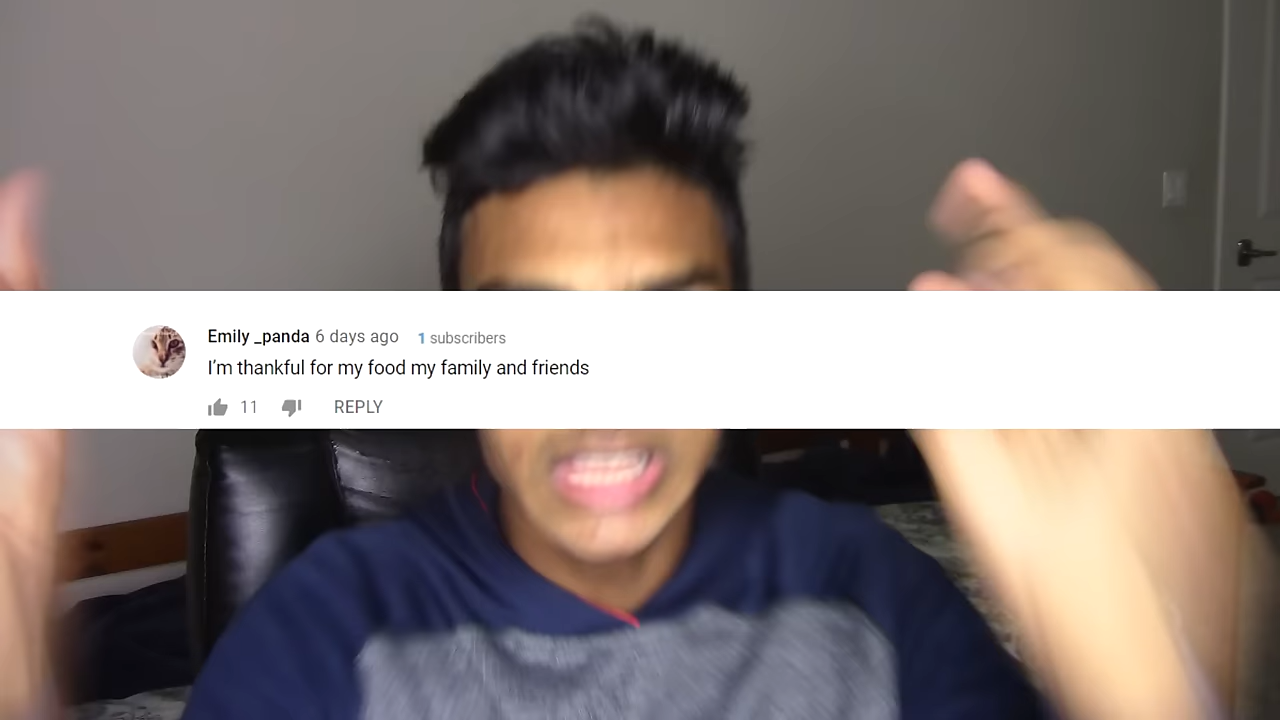 Emily _panda 6 days ago 1 subscribers
I'm thankful for my food my family and friends
11 REPLY